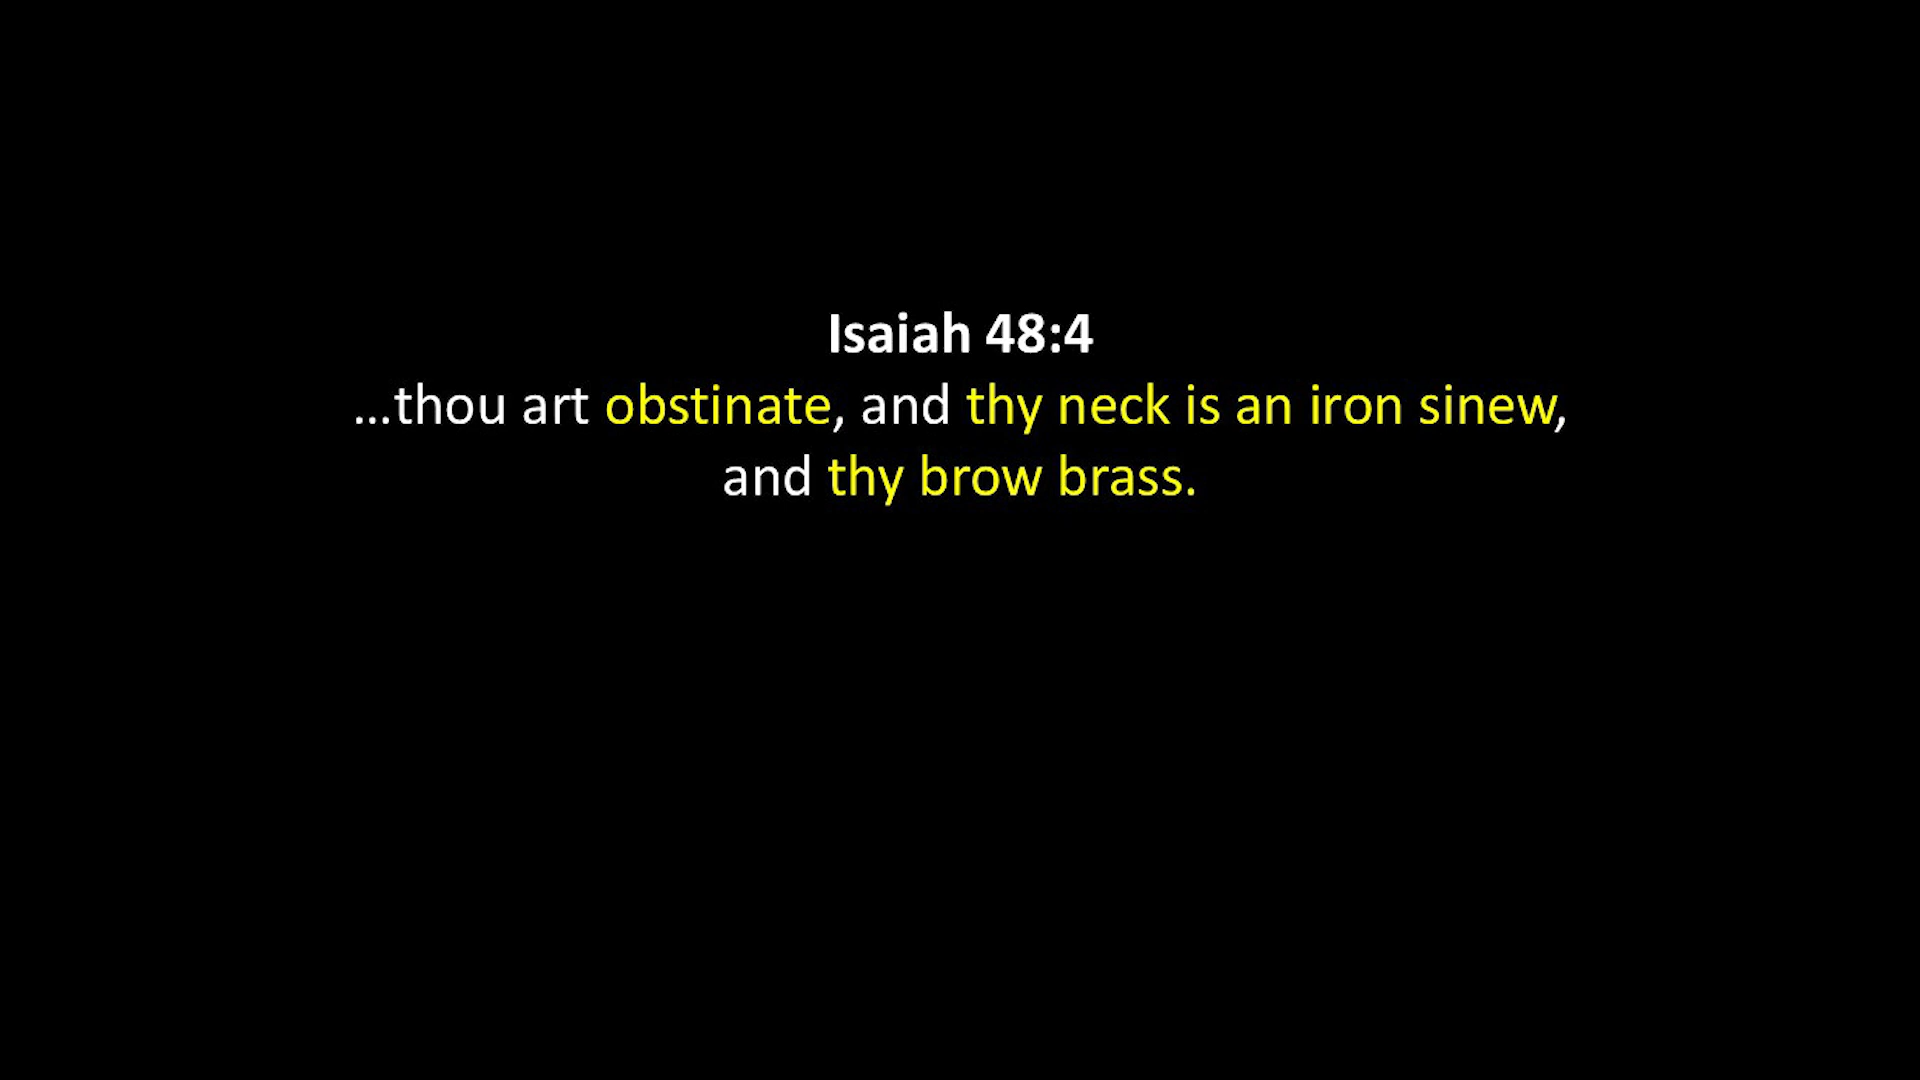 Isaiah 48:4
…thou art obstinate, and thy neck is an iron sinew,
and thy brow brass.